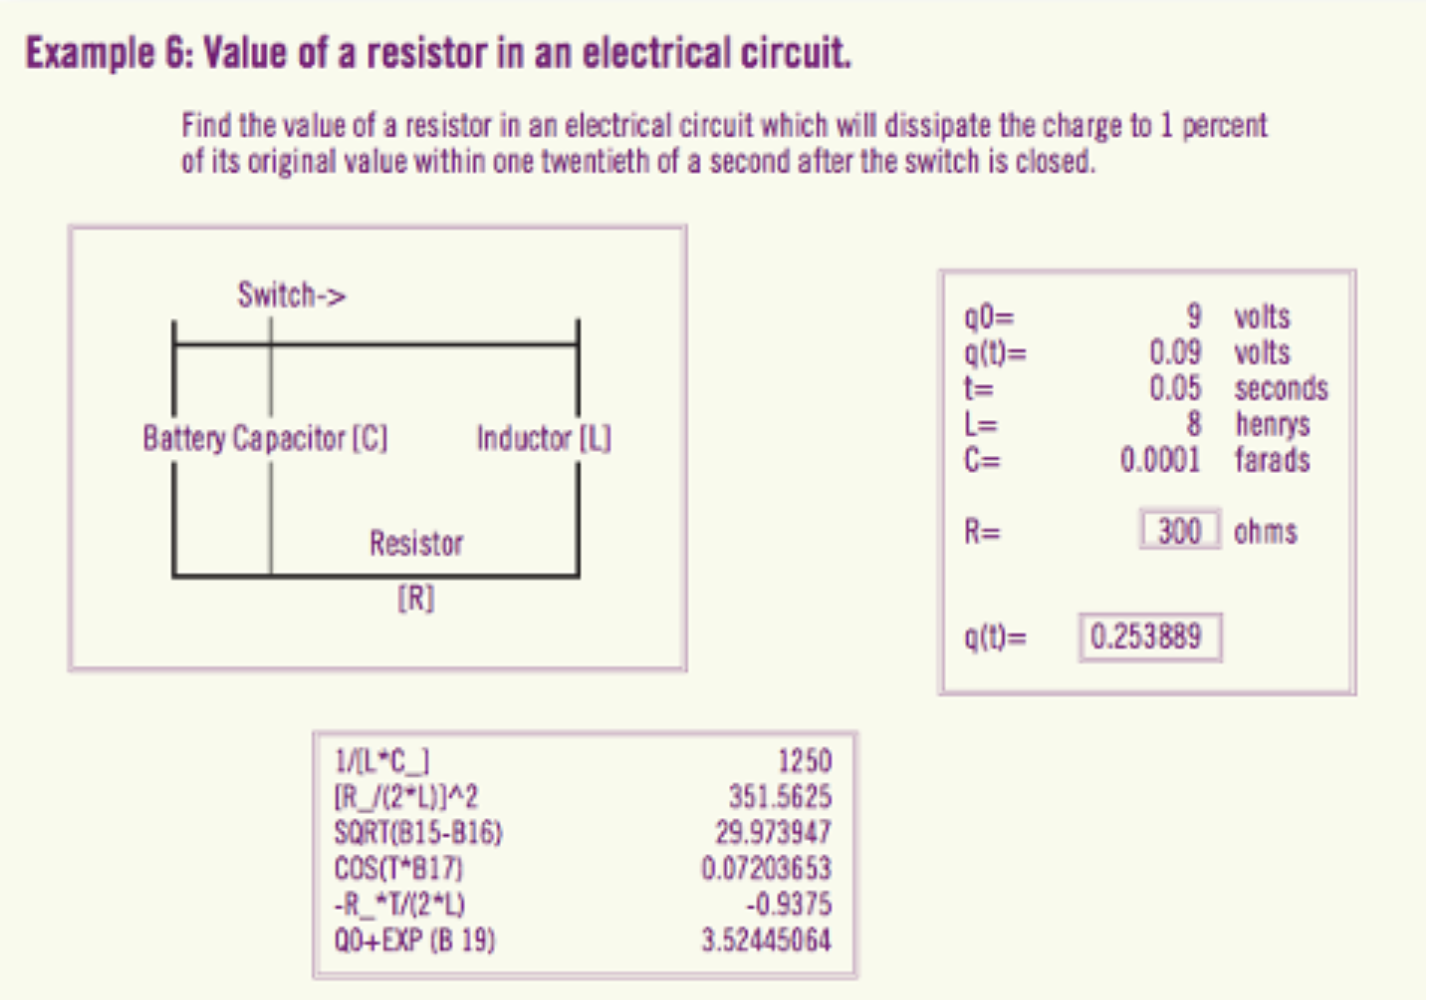 Example 6: Value of a resistor in an electrical circuit.
Find the value of a resistor in an electrical circuit which will dissipate the charge to 1 percent
of its original value within one twentieth of a second after the switch is closed.
Switch->
Battery Capacitor [C] Inductor [L]
Resistor
[R]
q0= 9 volts
q(t)= 0.09 volts
t= 0.05 seconds
L= 8 henrys
C= 0.0001 farads
R= 300 ohms
q(t)= 0.253889
1/[L*C_] 1250
[R_/(2*L)]^2 351.5625
SQRT(B15-B16) 29.973947
COS(T*B17) 0.07203653
-R_*T/(2*L) -0.9375
Q0+EXP (B 19) 3.52445064